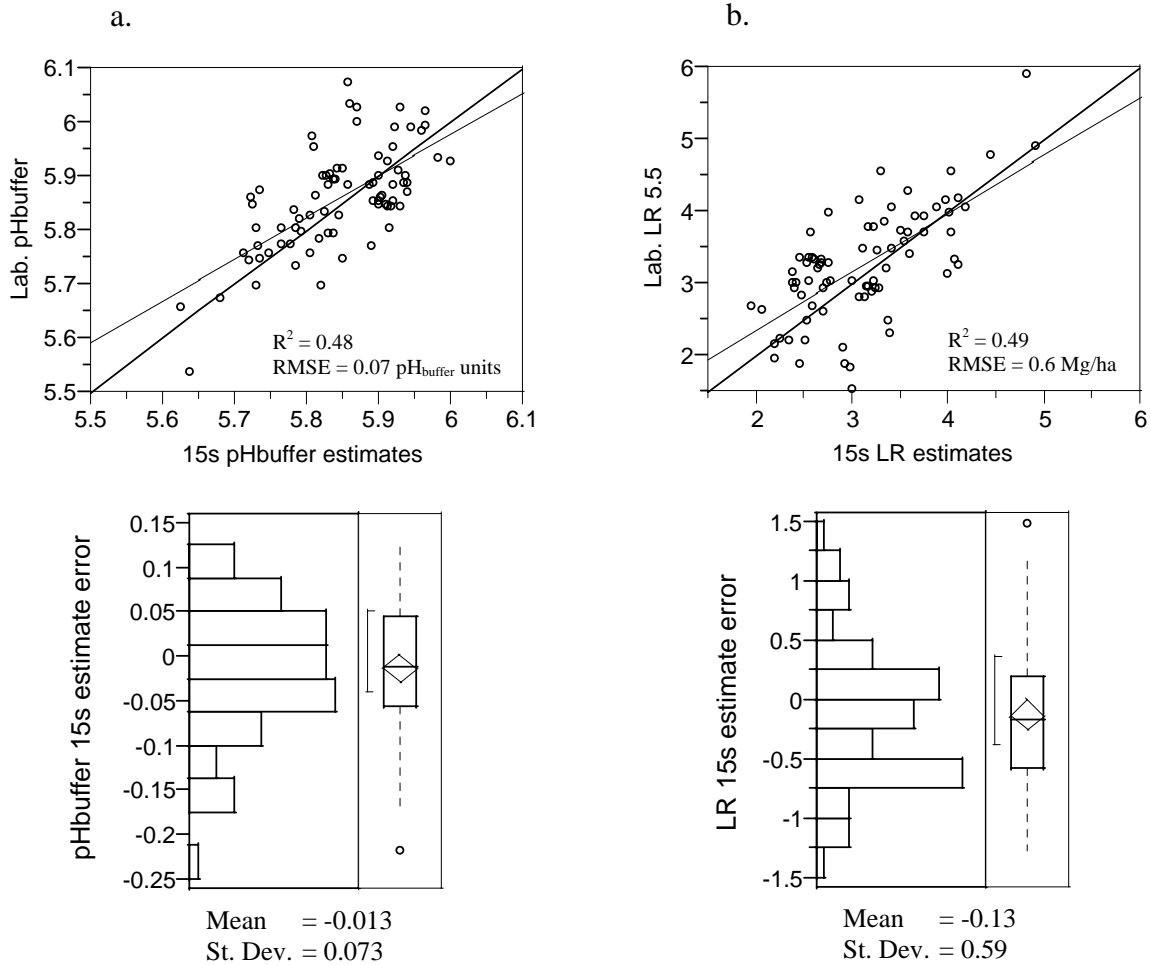 a.
b.
6.1
6
5.9
5.8
5.7
5.6
5.5
Lab. pHbuffer
R2 = 0.48
RMSE = 0.07 pHbuffer units
5.5 5.6 5.7 5.8 5.9 6 6.1
15s pHbuffer estimates
6
5
4
3
2
Lab. LR 5.5
R2 = 0.49
RMSE = 0.6 Mg/ha
2 3 4 5 6
15s LR estimates
0.15
0.1
0.05
0
-0.05
-0.1
-0.15
-0.2
-0.25
pHbuffer 15s estimate error
Mean = -0.013
St. Dev. = 0.073
1.5
1
0.5
0
-0.5
-1
-1.5
LR 15s estimate error
Mean = -0.13
St. Dev. = 0.59